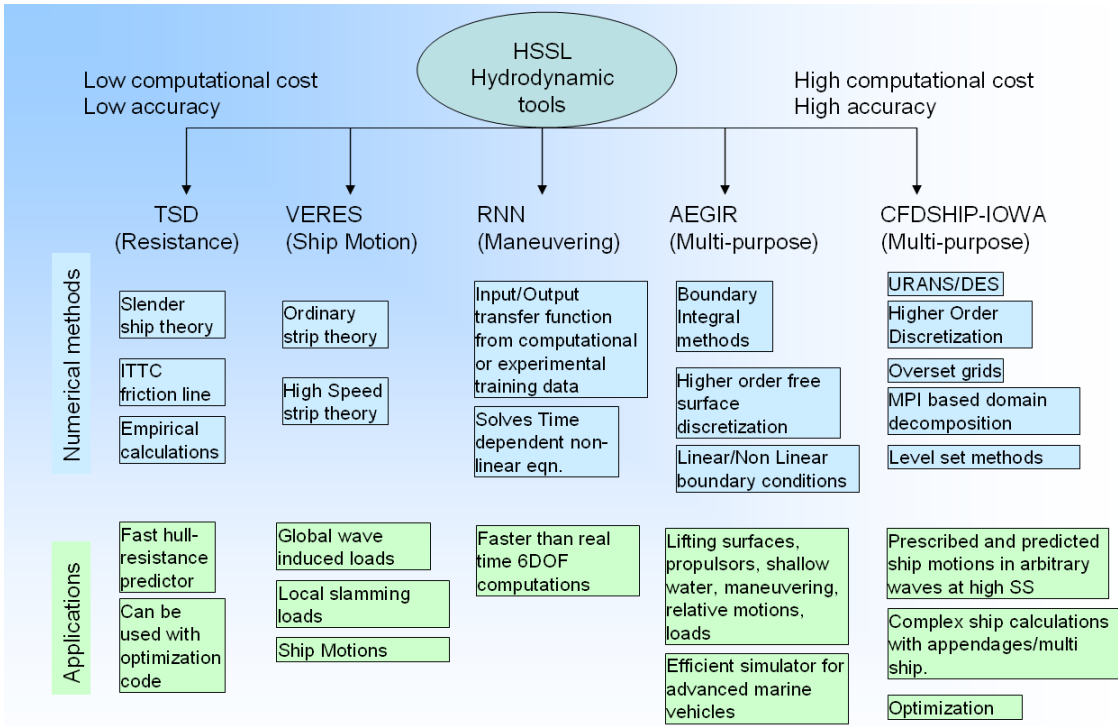 HSSL
Hydrodynamic
tools
Low computational cost
Low accuracy
High computational cost
High accuracy
TSD
(Resistance)
VERES
(Ship Motion)
RNN
(Maneuvering)
AEGIR
(Multi-purpose)
CFDSHIP-IOWA
(Multi-purpose)
Numerical methods
Slender
ship theory
ITTC
friction line
Empirical
calculations
Ordinary
strip theory
High Speed
strip theory
Input/Output
transfer function
from computational
or experimental
training data
Solves Time
dependent non-
linear eqn.
Boundary
Integral
methods
Higher order free
surface
discretization
Linear/Non Linear
boundary conditions
URANS/DES
Higher Order
Discretization
Overset grids
MPI based domain
decomposition
Level set methods
Applications
Fast hull-
resistance
predictor
Can be
used with
optimization
code
Global wave
induced loads
Local slamming
loads
Ship Motions
Faster than real
time 6DOF
computations
Lifting surfaces,
propulsors, shallow
water, maneuvering,
relative motions,
loads
Efficient simulator for
advanced marine
vehicles
Prescribed and predicted
ship motions in arbitrary
waves at high SS
Complex ship calculations
with appendages/multi
ship.
Optimization